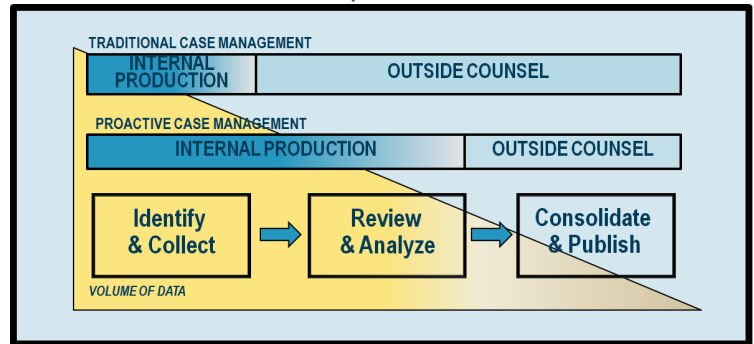 TRADITIONAL CASE MANAGEMENT
INTERNAL
PRODUCTION
OUTSIDE COUNSEL
PROACTIVE CASE MANAGEMENT
INTERNAL PRODUCTION
OUTSIDE COUNSEL
Identify
& Collect
Review
& Analyze
Consolidate
& Publish
VOLUME OF DATA